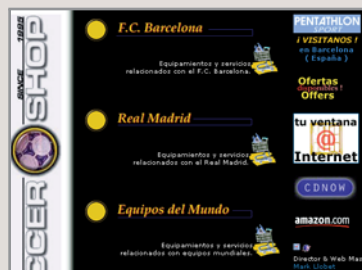 SINCE 1995
CCER SHOP
F.C. Barcelona
Equipamientos y servicios
relacionados con el F.C. Barcelona.
Real Madrid
Equipamientos y servicios
relacionados con el Real Madrid.
Equipos del Mundo
Equipamientos y servicios
relacionados con equipos mundiales.
PENTATHLON
SPORT
¡ VISITANOS !
en Barcelona
( España )
Ofertas
disponibles !
Offers
tu ventana
@
Internet
CDNOW
amazon.com
Director & Web Mas
Mark Llobet